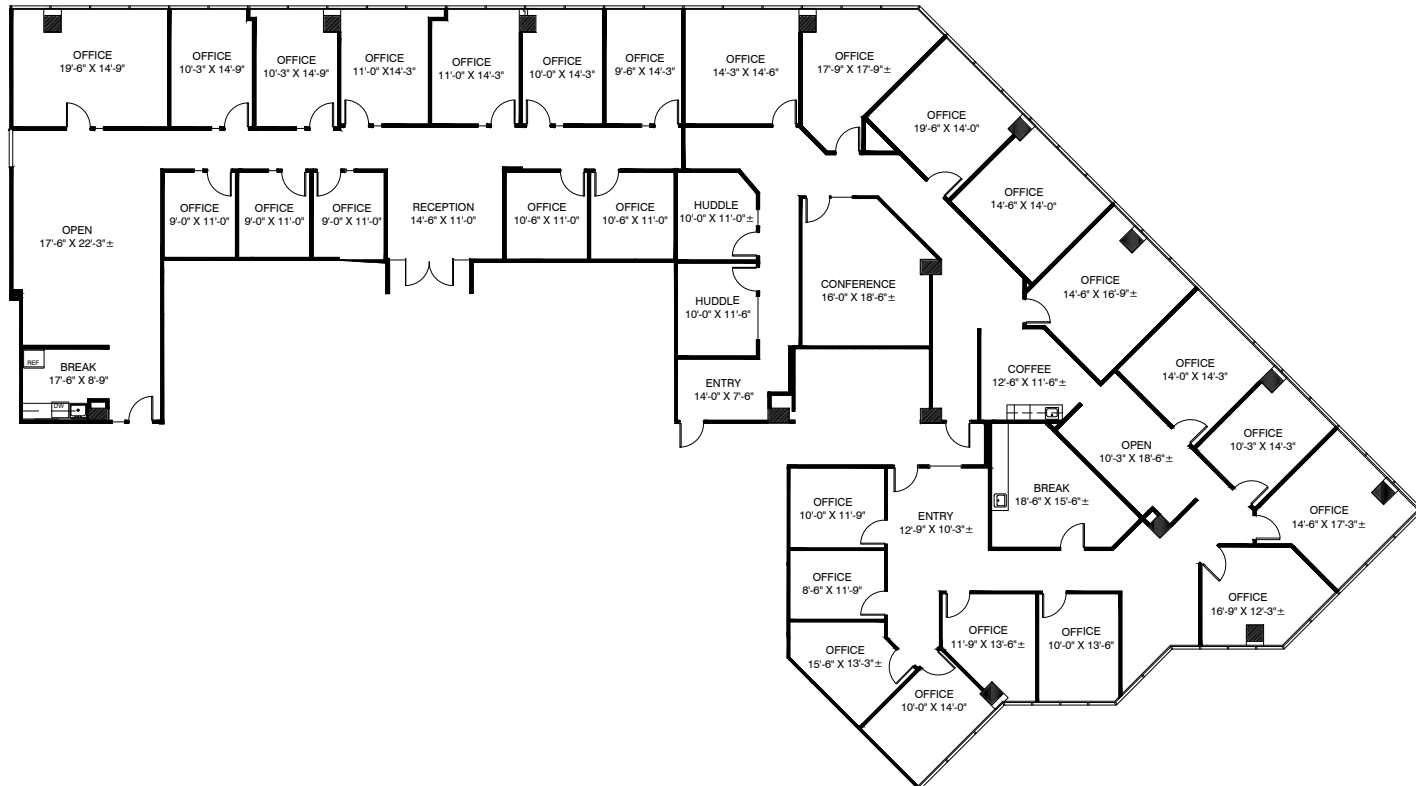 OFFICE
19'-6" X 14'-9"
OFFICE
10'-3" X 14'-9"
OFFICE
10'-3" X 14'-9"
OFFICE
11'-0" X14'-3"
OFFICE
11'-0" X 14'-3"
OFFICE
10'-0" X 14'-3"
OFFICE
9'-6" X 14'-3"
OFFICE
14'-3" X 14'-6"
OFFICE
17'-9" X 17'-9"±
OFFICE
19'-6" X 14'-0"
OFFICE
14'-6" X 14'-0"
OFFICE
14'-6" X 16'-9"±
OFFICE
14'-0" X 14'-3"
OFFICE
10'-3" X 14'-3"
OFFICE
14'-6" X 17'-3"±
OFFICE
16'-9" X 12'-3"±
OPEN
17'-6" X 22'-3"±
OFFICE
9'-0" X 11'-0"
OFFICE
9'-0" X 11'-0"
OFFICE
9'-0" X 11'-0"
RECEPTION
14'-6" X 11'-0"
OFFICE
10'-6" X 11'-0"
OFFICE
10'-6" X 11'-0"
HUDDLE
10'-0" X 11'-0"±
HUDDLE
10'-0" X 11'-6"
CONFERENCE
16'-0" X 18'-6"±
REF
BREAK
17'-6" X 8'-9"
DW
ENTRY
14'-0" X 7'-6"
COFFEE
12'-6" X 11'-6"±
OPEN
10'-3" X 18'-6"±
BREAK
18'-6" X 15'-6"±
OFFICE
10'-0" X 11'-9"
ENTRY
12'-9" X 10'-3"±
OFFICE
8'-6" X 11'-9"
OFFICE
15'-6" X 13'-3"±
OFFICE
11'-9" X 13'-6"±
OFFICE
10'-0" X 13'-6"
OFFICE
10'-0" X 14'-0"